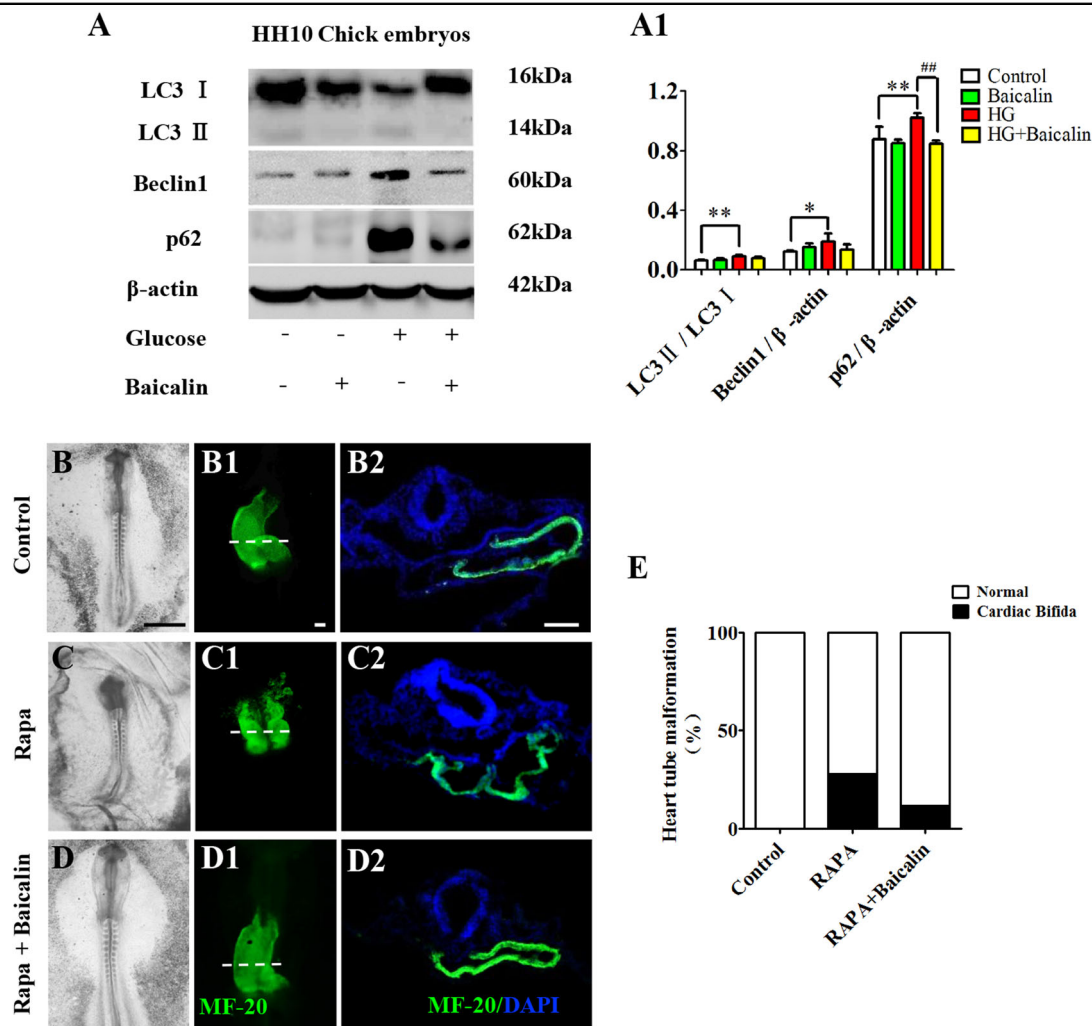 A
HH10 Chick embryos
LC3 Ⅰ
16kDa
LC3 Ⅱ
14kDa
Beclin1
60kDa
p62
62kDa
β-actin
42kDa
Glucose - - + +
Baicalin - + - +
A1
Control
Baicalin
HG
HG+Baicalin
1.2
0.8
0.4
0.0
**
*
**
##
LC3 Ⅱ / LC3 Ⅰ
Beclin1 / β -actin
p62 / β -actin
Control
B
B1
B2
Rapa
C
C1
C2
Rapa + Baicalin
D
D1
MF-20
D2
MF-20/DAPI
E
Normal
Cardiac Bifida
Heart tube malformation
(%)
100
50
0
Control
RAPA
RAPA+Baicalin